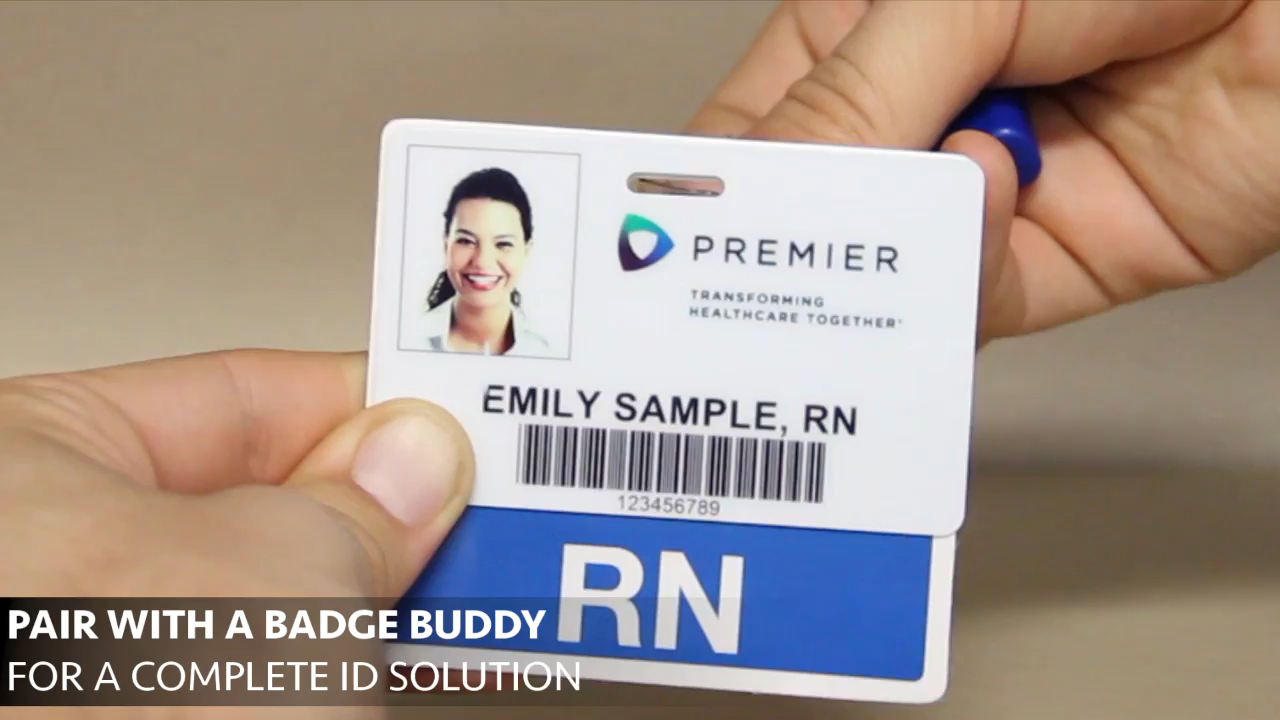 PREMIER
TRANSFORMING
HEALTHCARE TOGETHER
EMILY SAMPLE, RN
123456789
RN
PAIR WITH A BADGE BUDDY
FOR A COMPLETE ID SOLUTION